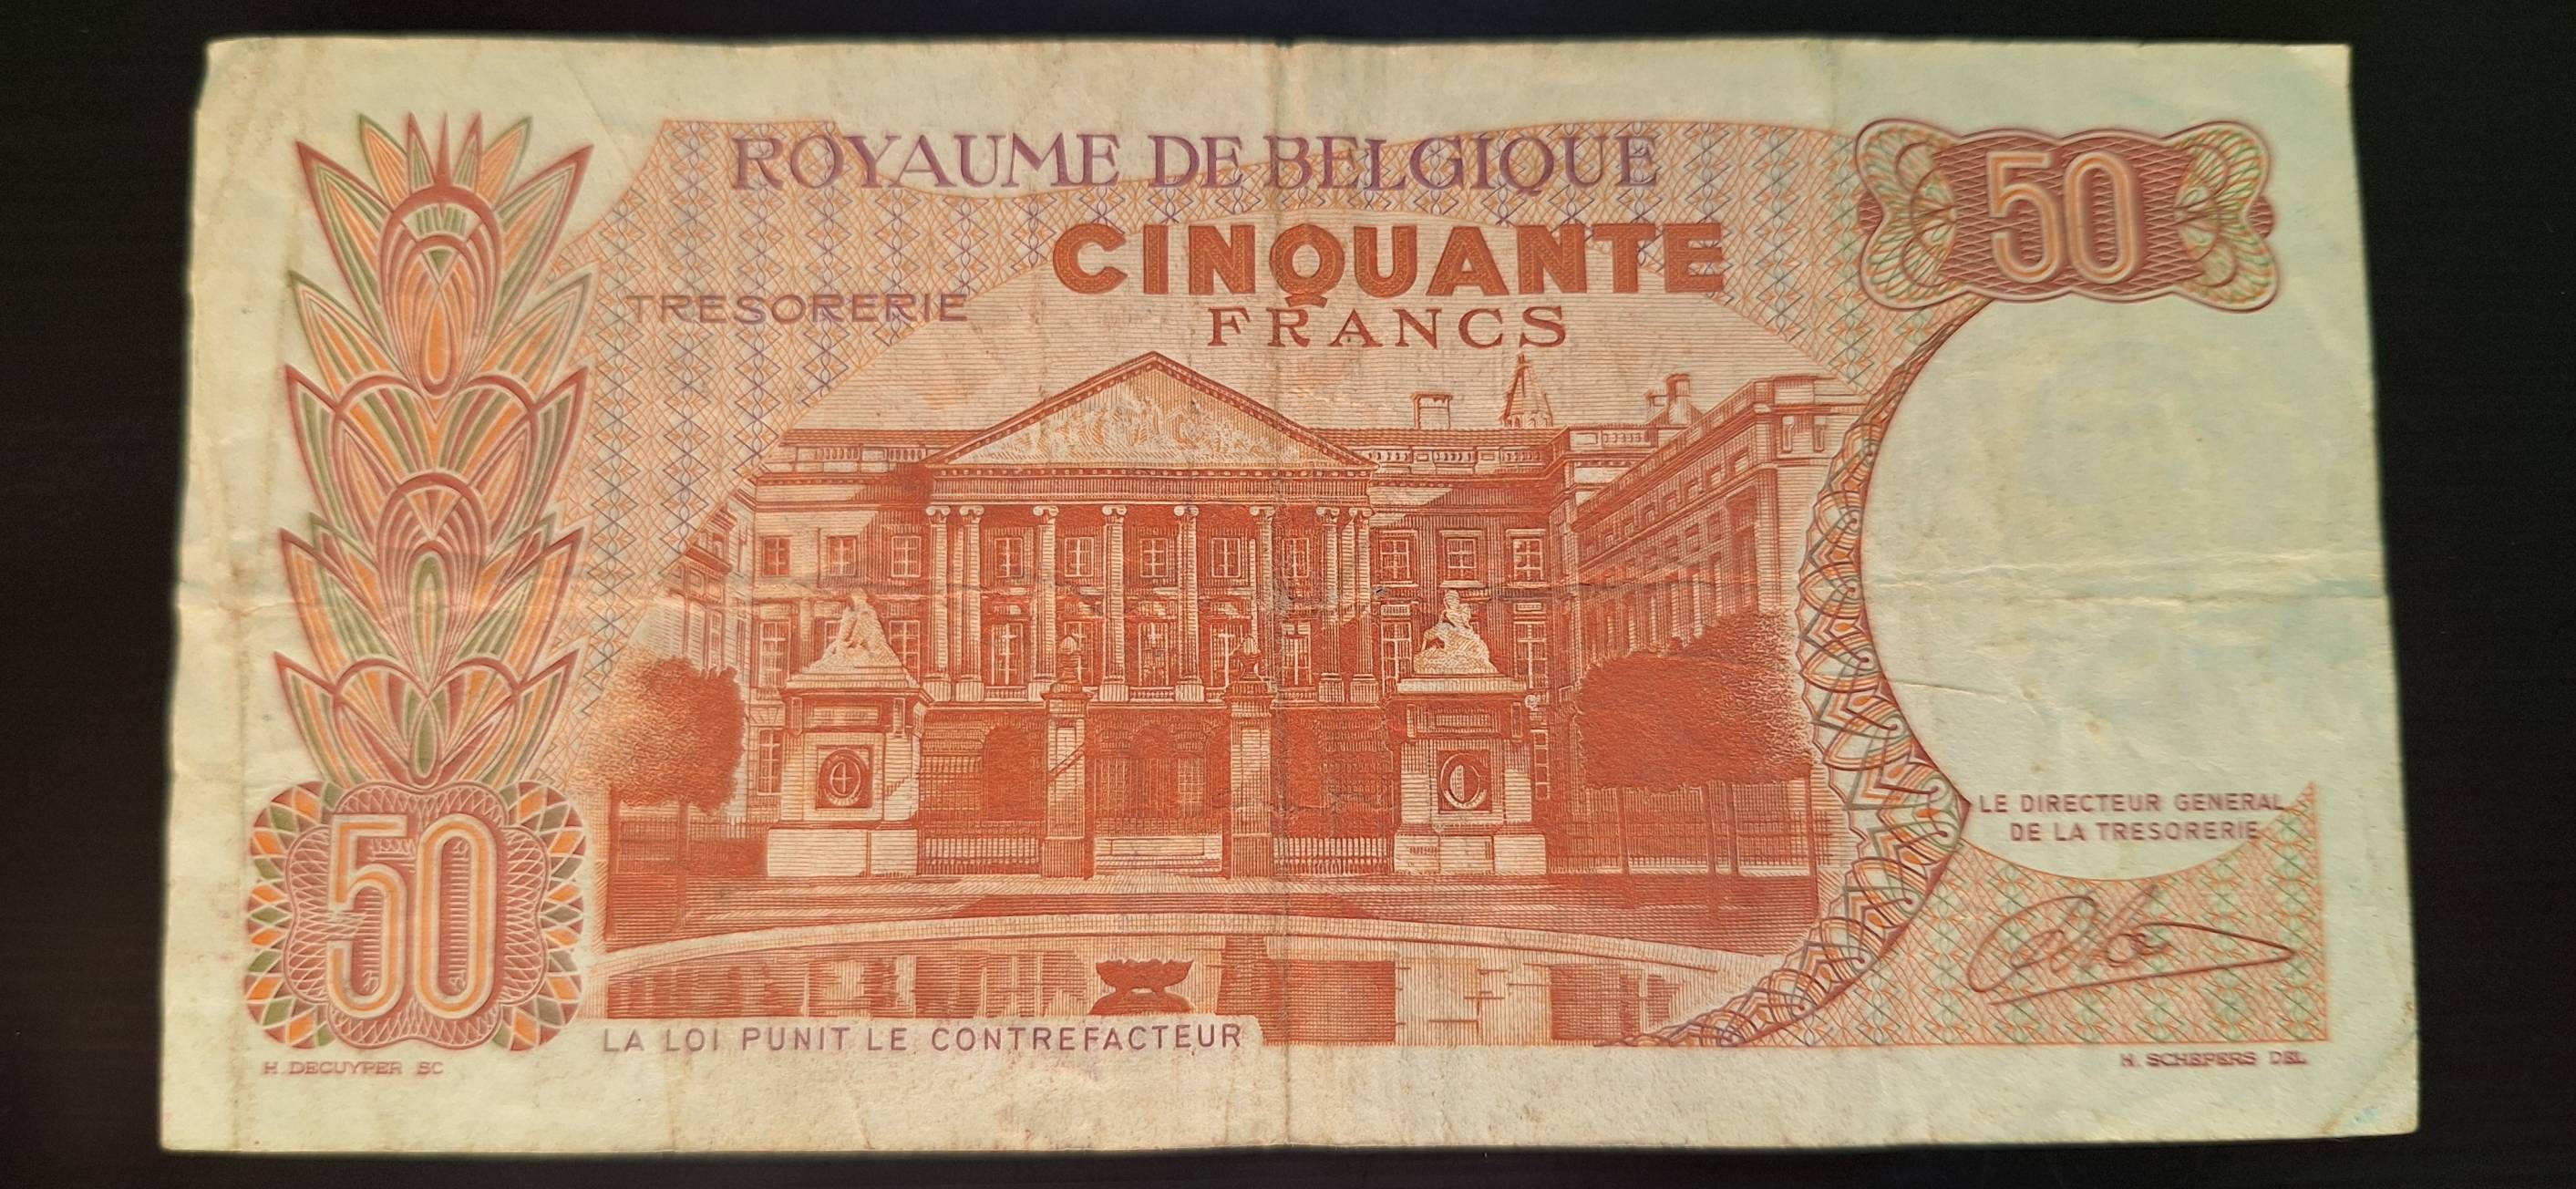 ROYAUME DE BELGIQUE
50
CINQUANTE
TRESORERIE
FRANCS
LE DIRECTEUR GENERAL
DE LA TRESORERIE
50
LA LOI PUNIT LE CONTREFACTEUR
H. DECUYPER SC
H. SCHEPERS DEL